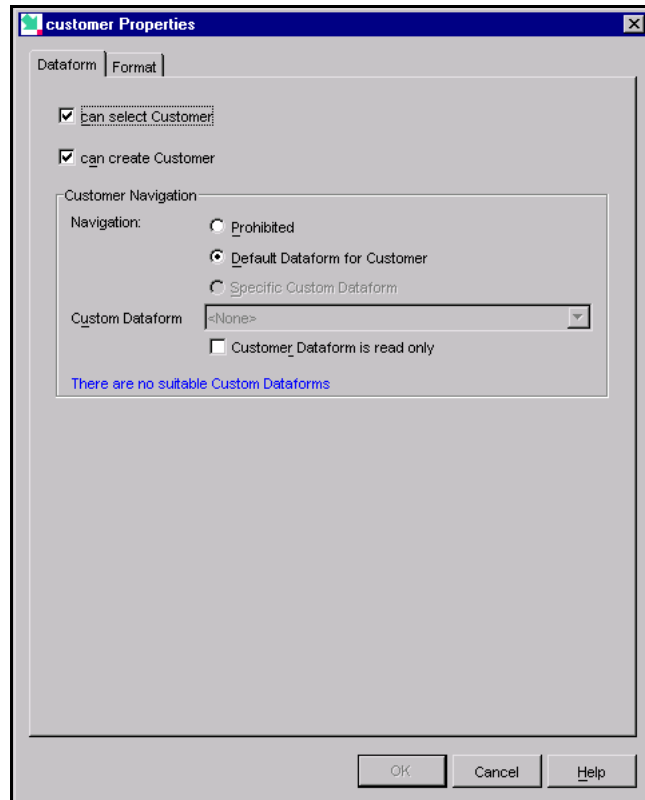 customer Properties
Dataform Format
can select Customer
can create Customer
Customer Navigation
Navigation: Prohibited
Default Dataform for Customer
Specific Custom Dataform
Custom Dataform <None>
Customer Dataform is read only
There are no suitable Custom Dataforms
OK Cancel Help